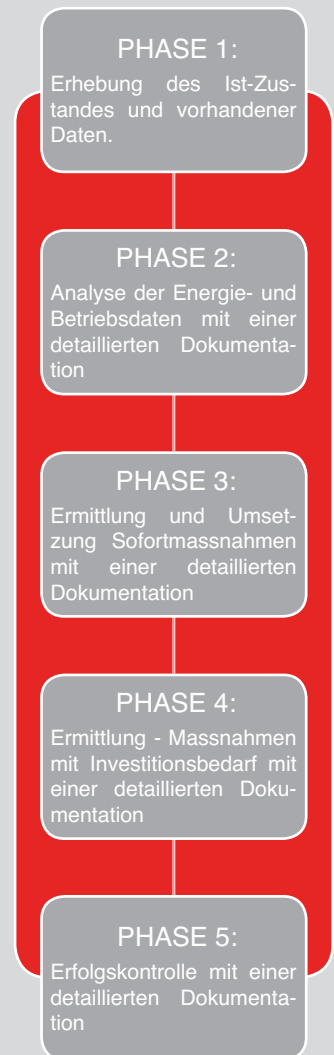 PHASE 1:
Erhebung des Ist-Zus-
tandes und vorhandener
Daten.
PHASE 2:
Analyse der Energie- und
Betriebsdaten mit einer
detaillierten Dokumenta-
tion
PHASE 3:
Ermittlung und Umset-
zung Sofortmassnahmen
mit einer detaillierten
Dokumentation
PHASE 4:
Ermittlung - Massnahmen
mit Investitionsbedarf mit
einer detaillierten Doku-
mentation
PHASE 5:
Erfolgskontrolle mit einer
detaillierten Dokumenta-
tion